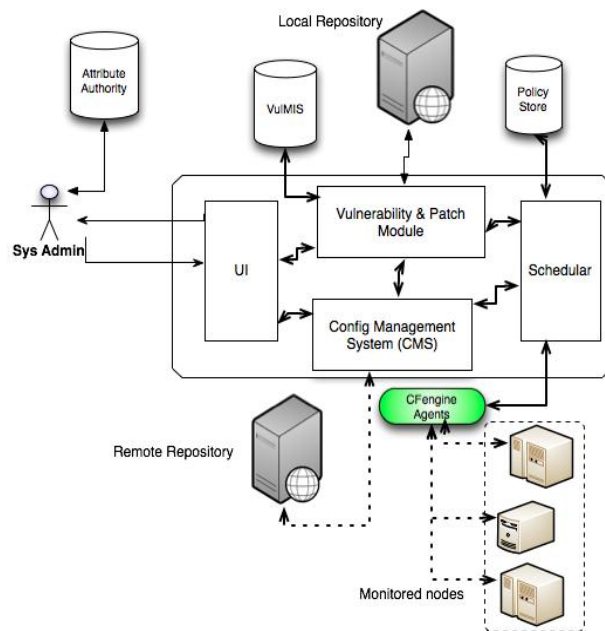 Local Repository
Attribute
Authority
VulMIS
Policy
Store
Sys Admin
UI
Vulnerability & Patch
Module
Schedular
Config Management
System (CMS)
CFengine
Agents
Remote Repository
Monitored nodes